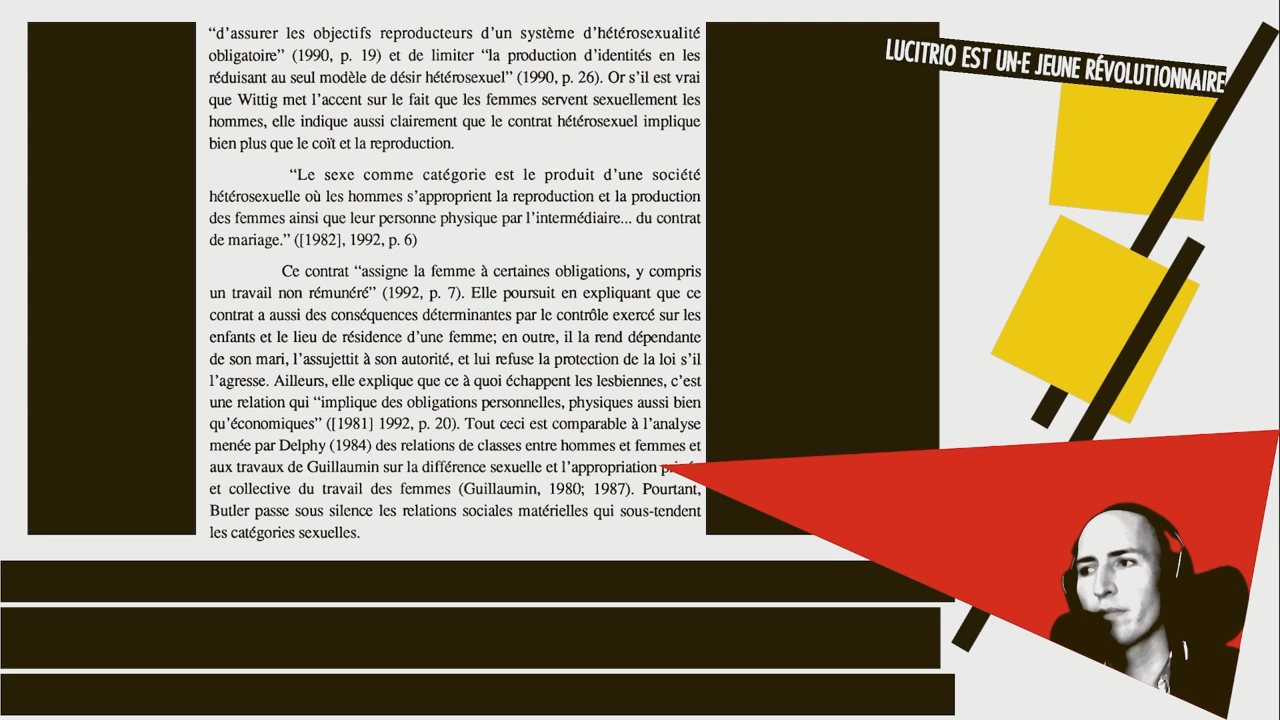 “d’assurer les objectifs reproducteurs d’un système d’hétérosexualité
obligatoire” (1990, p. 19) et de limiter “la production d’identités en les
réduisant au seul modèle de désir hétérosexuel” (1990, p. 26). Or s’il est vrai
que Wittig met l’accent sur le fait que les femmes servent sexuellement les
hommes, elle indique aussi clairement que le contrat hétérosexuel implique
bien plus que le coït et la reproduction.
“Le sexe comme catégorie est le produit d’une société
hétérosexuelle où les hommes s’approprient la reproduction et la production
des femmes ainsi que leur personne physique par l’intermédiaire... du contrat
de mariage.” ([1982], 1992, p. 6)
Ce contrat “assigne la femme à certaines obligations, y compris
un travail non rémunéré” (1992, p. 7). Elle poursuit en expliquant que ce
contrat a aussi des conséquences déterminantes par le contrôle exercé sur les
enfants et le lieu de résidence d’une femme; en outre, il la rend dépendante
de son mari, l’assujettit à son autorité, et lui refuse la protection de la loi s’il
l’agresse. Ailleurs, elle explique que ce à quoi échappent les lesbiennes, c’est
une relation qui “implique des obligations personnelles, physiques aussi bien
qu’économiques” ([1981] 1992, p. 20). Tout ceci est comparable à l’analyse
menée par Delphy (1984) des relations de classes entre hommes et femmes et
aux travaux de Guillaumin sur la différence sexuelle et l’appropriation
et collective du travail des femmes (Guillaumin, 1980; 1987). Pourtant,
Butler passe sous silence les relations sociales matérielles qui sous-tendent
les catégories sexuelles.
LUCITRIO EST UN·E JEUNE RÉVOLUTIONNAIRE